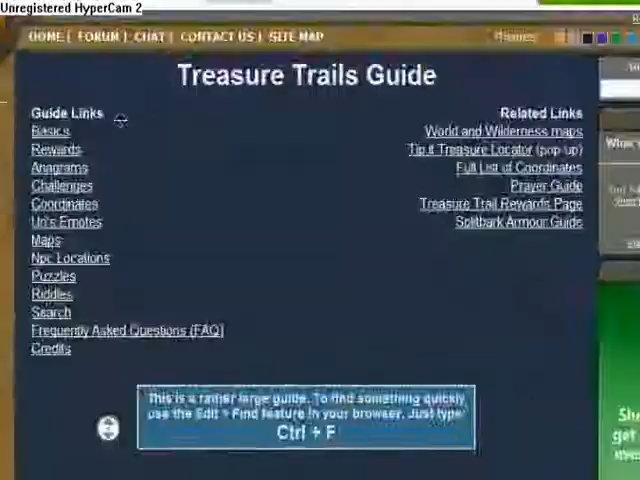 Unregistered HyperCam 2
HOME | FORUM | CHAT | CONTACT US | SITE MAP
Themes:
Treasure Trails Guide
Guide Links
Basics
Rewards
Anagrams
Challenges
Coordinates
Uri's Emotes
Maps
Npc Locations
Puzzles
Riddles
Search
Frequently Asked Questions (FAQ)
Credits
Related Links
World and Wilderness maps
Tip.it Treasure Locator (pop-up)
Full List of Coordinates
Prayer Guide
Treasure Trail Rewards Page
Splitbark Armour Guide
This is a rather large guide. To find something quickly
use the Edit > Find feature in your browser. Just type
Ctrl + F
get